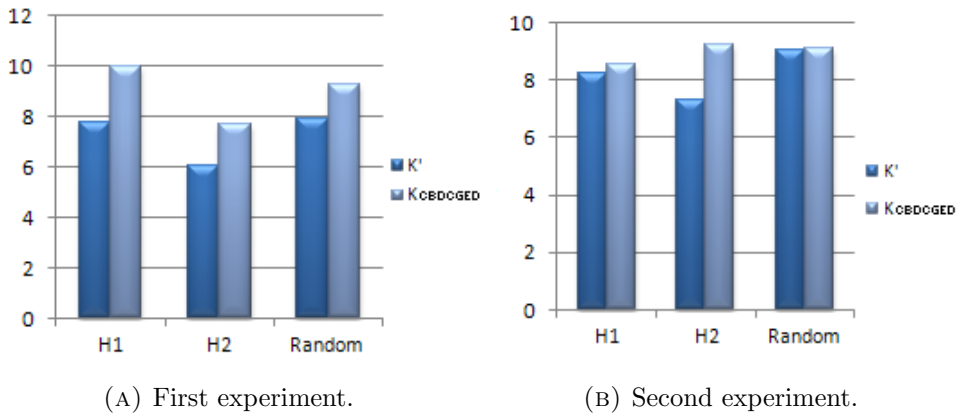 12
10
8
6
4
2
0
H1 H2 Random
K'
KCBDCGED
(A) First experiment.
10
8
6
4
2
0
H1 H2 Random
K'
KCBDCGED
(B) Second experiment.